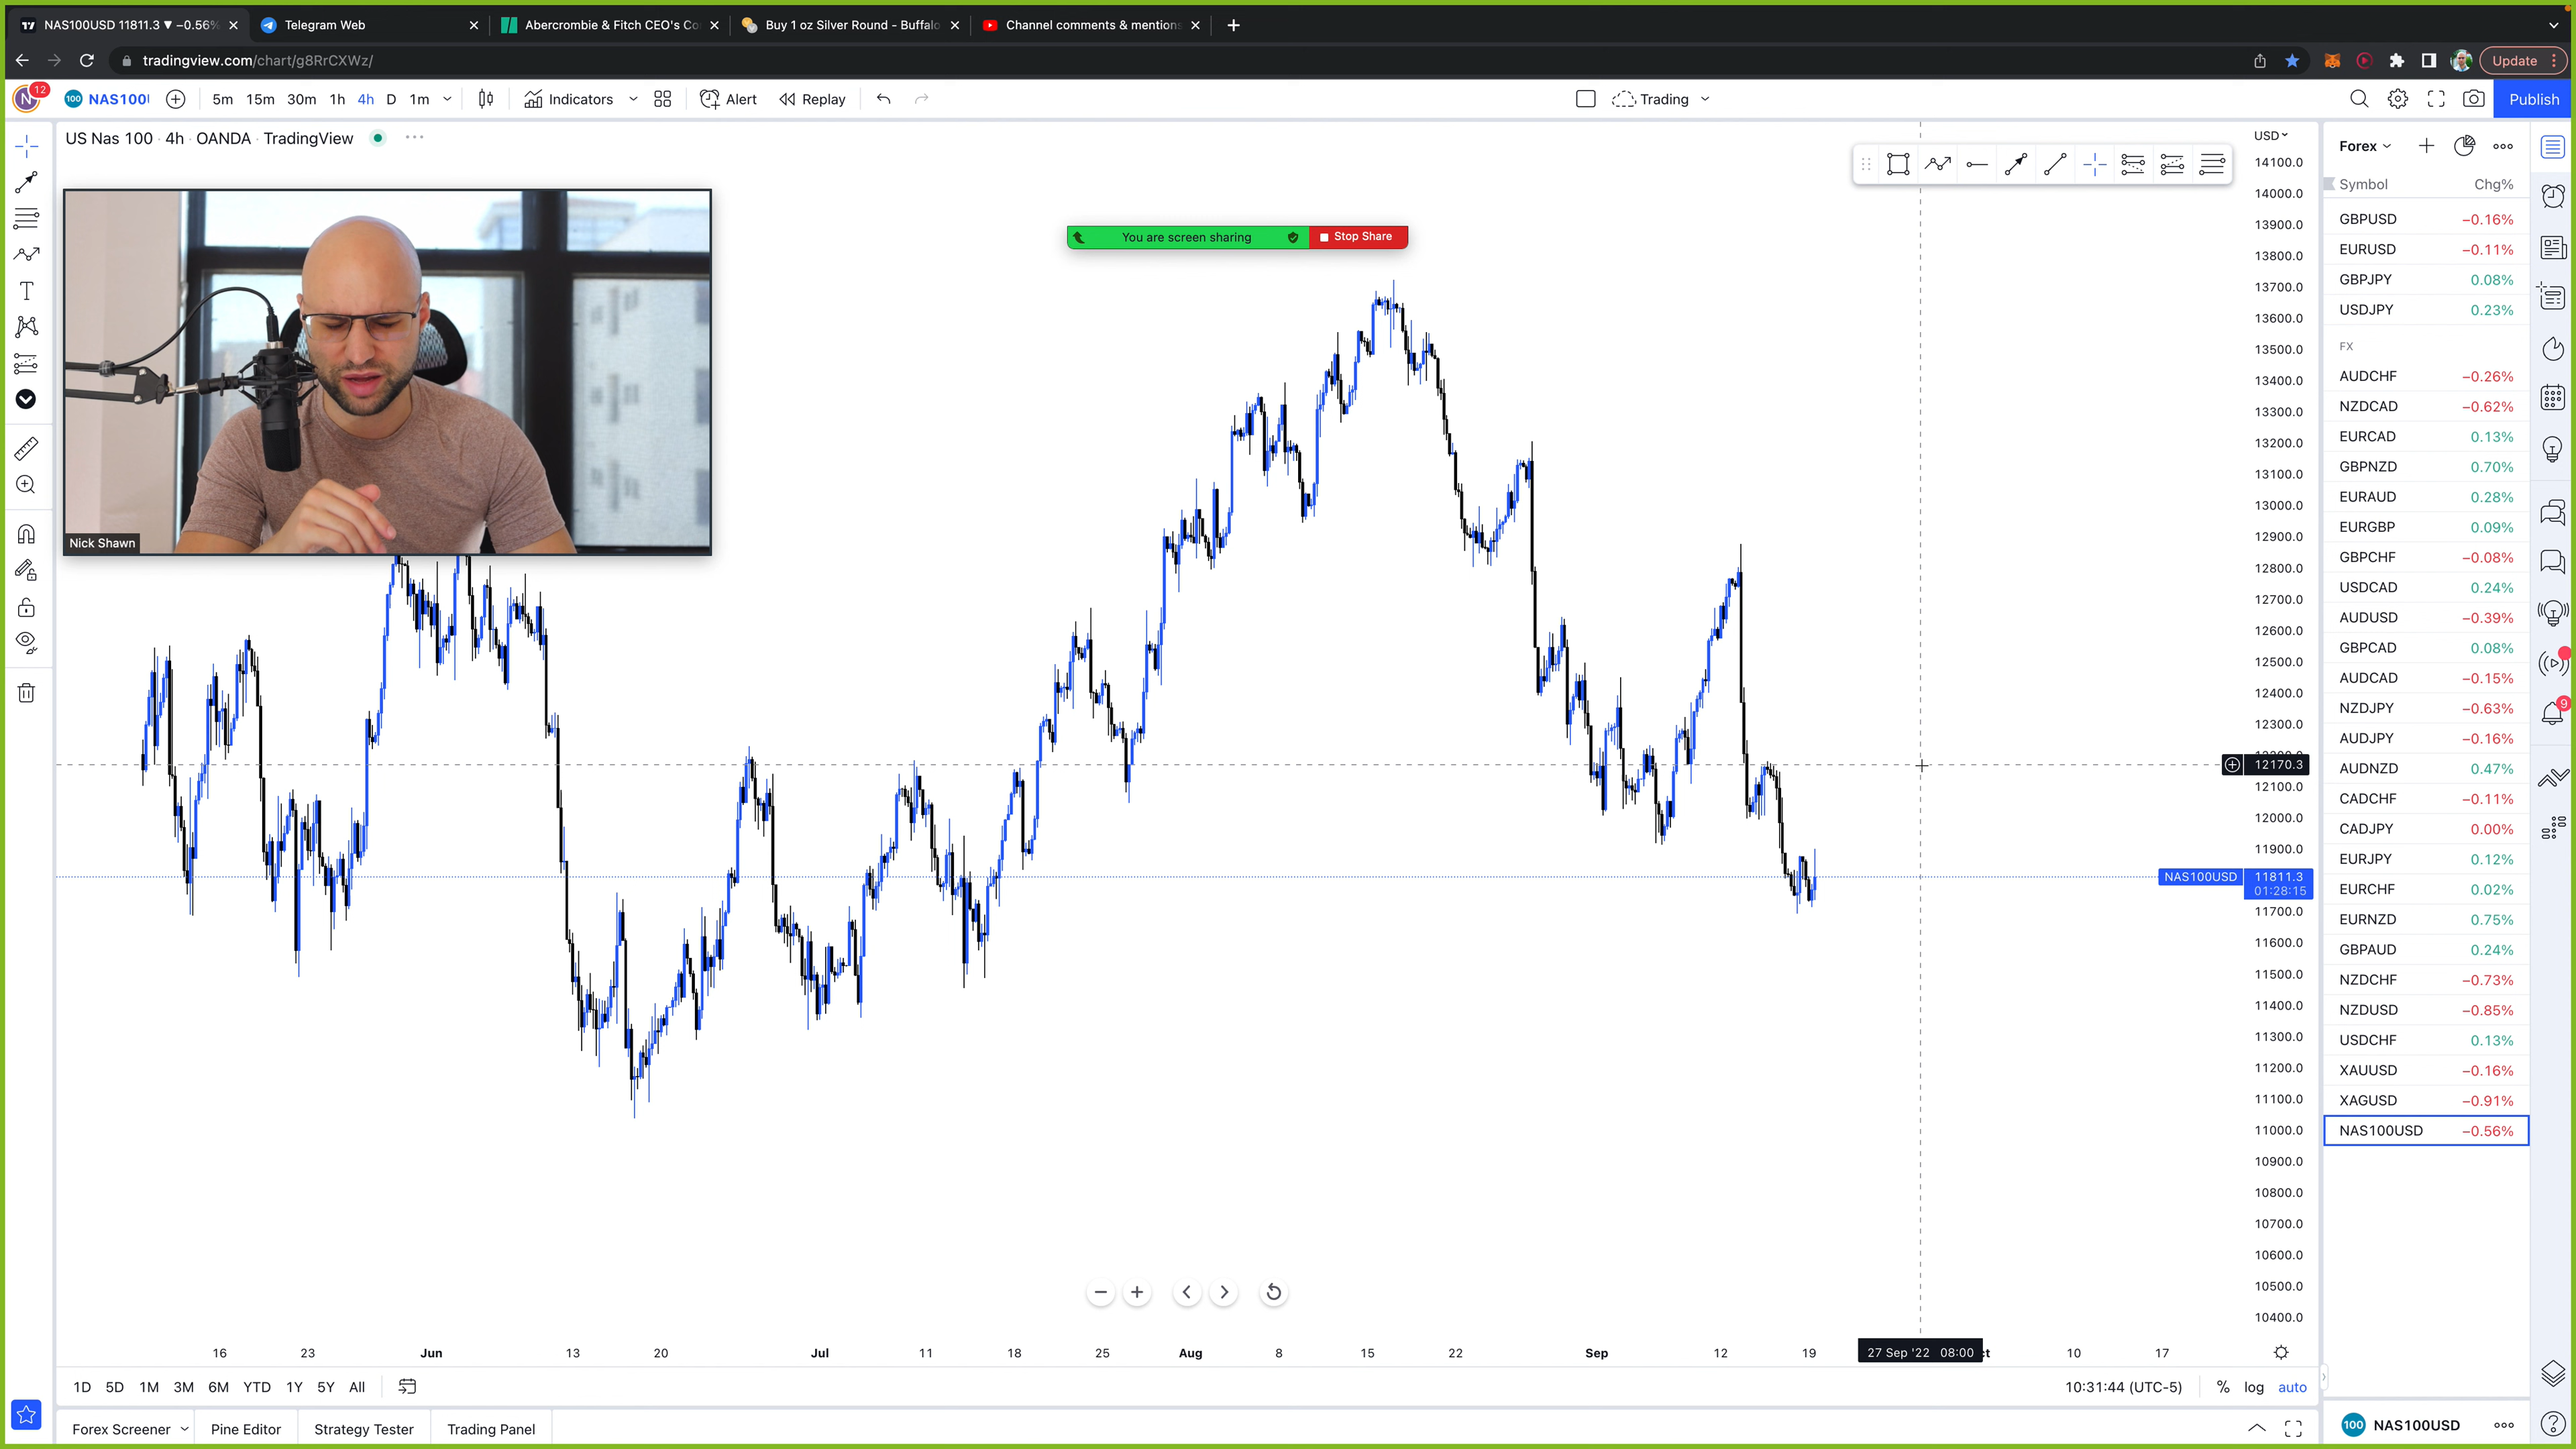 NAS100USD 11811.3 ▼ −0.56%
Telegram Web
Abercrombie & Fitch CEO's Co
Buy 1 oz Silver Round - Buffalo
Channel comments & mentions
tradingview.com/chart/g8RrCXWz/
Update
N 12
100 NAS100
5m 15m 30m 1h 4h D 1m
Indicators
Alert
Replay
Trading
Publish
US Nas 100 · 4h · OANDA · TradingView
You are screen sharing
Stop Share
Nick Shawn
USD
14100.0
14000.0
13900.0
13800.0
13700.0
13600.0
13500.0
13400.0
13300.0
13200.0
13100.0
13000.0
12900.0
12800.0
12700.0
12600.0
12500.0
12400.0
12300.0
12170.3
12100.0
12000.0
11900.0
NAS100USD 11811.3
01:28:15
11700.0
11600.0
11500.0
11400.0
11300.0
11200.0
11100.0
11000.0
10900.0
10800.0
10700.0
10600.0
10500.0
10400.0
16 23 Jun 13 20 Jul 11 18 25 Aug 8 15 22 Sep 12 19 27 Sep '22 08:00 10 17
1D 5D 1M 3M 6M YTD 1Y 5Y All
10:31:44 (UTC-5)
% log auto
Forex Screener
Pine Editor
Strategy Tester
Trading Panel
Forex
Symbol Chg%
GBPUSD −0.16%
EURUSD −0.11%
GBPJPY 0.08%
USDJPY 0.23%
FX
AUDCHF −0.26%
NZDCAD −0.62%
EURCAD 0.13%
GBPNZD 0.70%
EURAUD 0.28%
EURGBP 0.09%
GBPCHF −0.08%
USDCAD 0.24%
AUDUSD −0.39%
GBPCAD 0.08%
AUDCAD −0.15%
NZDJPY −0.63%
AUDJPY −0.16%
AUDNZD 0.47%
CADCHF −0.11%
CADJPY 0.00%
EURJPY 0.12%
EURCHF 0.02%
EURNZD 0.75%
GBPAUD 0.24%
NZDCHF −0.73%
NZDUSD −0.85%
USDCHF 0.13%
XAUUSD −0.16%
XAGUSD −0.91%
NAS100USD −0.56%
100 NAS100USD
9